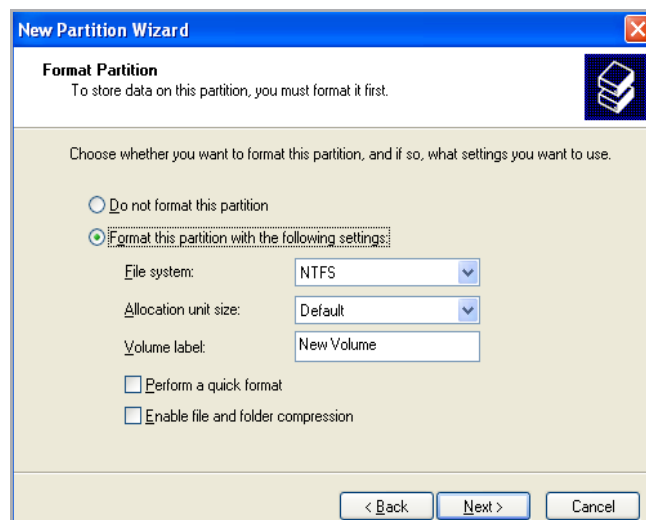 New Partition Wizard
Format Partition
To store data on this partition, you must format it first.
Choose whether you want to format this partition, and if so, what settings you want to use.
Do not format this partition
Format this partition with the following settings:
File system: NTFS
Allocation unit size: Default
Volume label: New Volume
Perform a quick format
Enable file and folder compression
< Back Next > Cancel